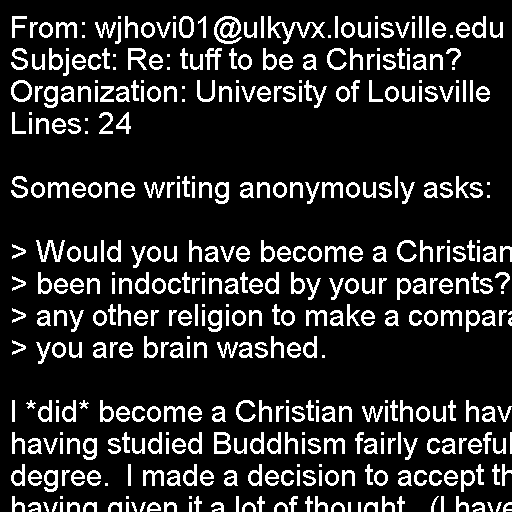 From: wjhovi01@ulkyvx.louisville.edu
Subject: Re: tuff to be a Christian?
Organization: University of Louisville
Lines: 24

Someone writing anonymously asks:

> Would you have become a Christian
> been indoctrinated by your parents?
> any other religion to make a compara
> you are brain washed.

I *did* become a Christian without hav
having studied Buddhism fairly careful
degree.  I made a decision to accept th
having given it a lot of thought.  (I have